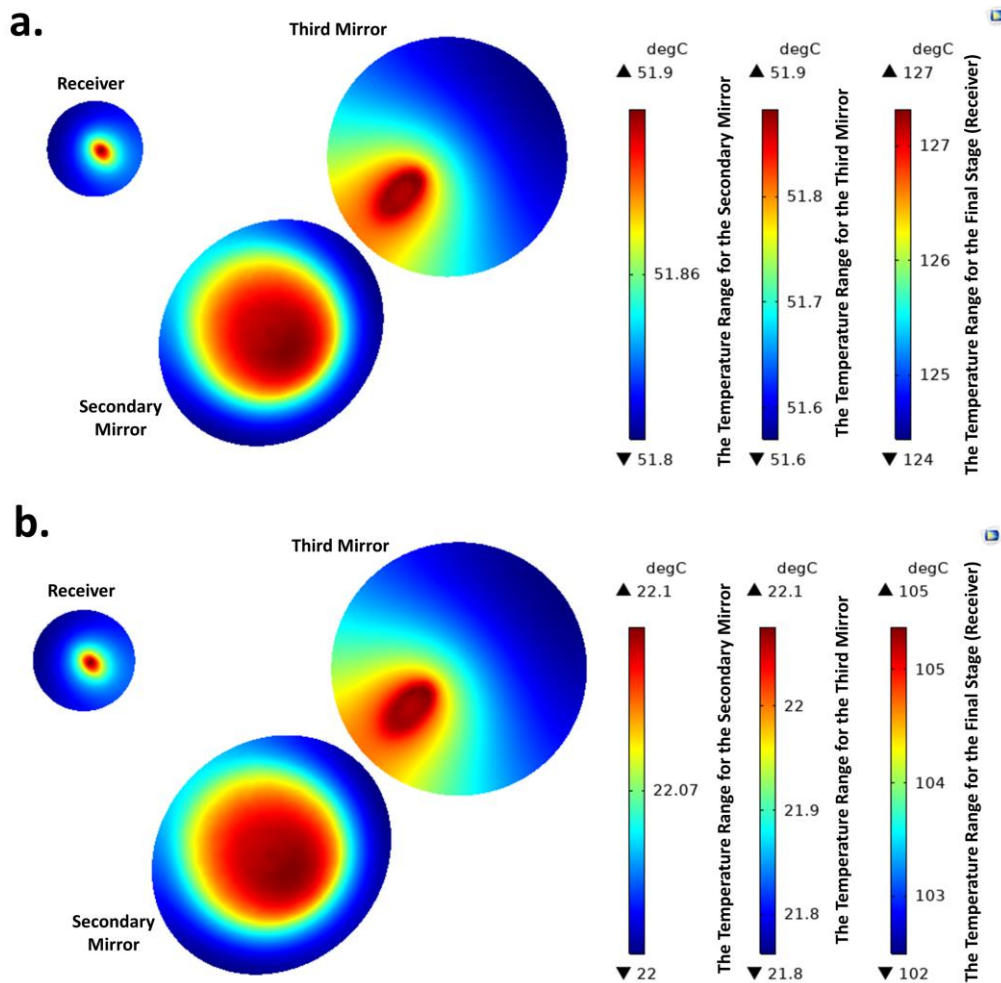 a.
Third Mirror
Receiver
Secondary
Mirror
degC
▲ 51.9
51.86
▼ 51.8
The Temperature Range for the Secondary Mirror
degC
▲ 51.9
51.8
51.7
51.6
▼ 51.6
The Temperature Range for the Third Mirror
degC
▲ 127
127
126
125
▼ 124
The Temperature Range for the Final Stage (Receiver)
b.
Third Mirror
Receiver
Secondary
Mirror
degC
▲ 22.1
22.07
▼ 22
The Temperature Range for the Secondary Mirror
degC
▲ 22.1
22
21.9
21.8
▼ 21.8
The Temperature Range for the Third Mirror
degC
▲ 105
105
104
103
▼ 102
The Temperature Range for the Final Stage (Receiver)